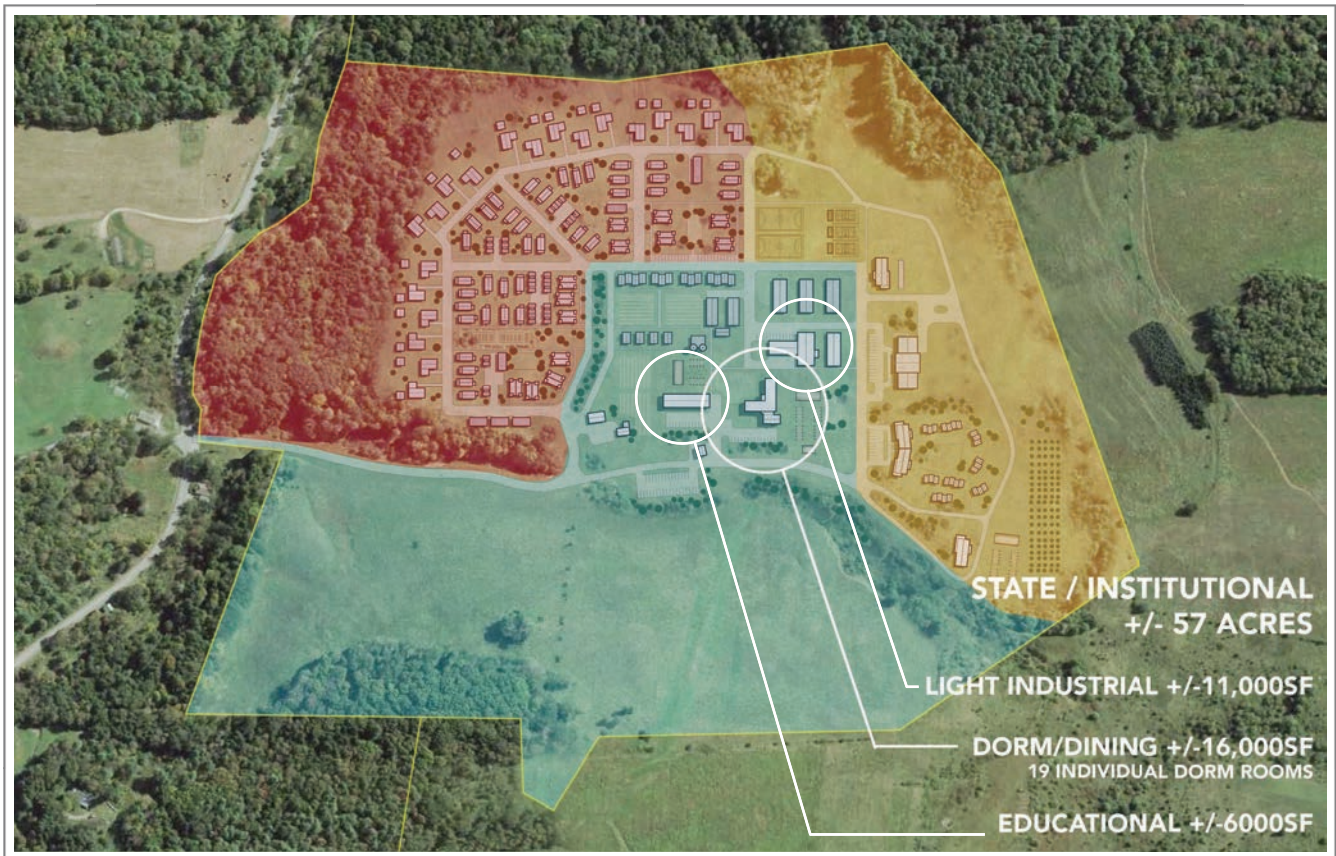 STATE / INSTITUTIONAL
+/- 57 ACRES
LIGHT INDUSTRIAL +/-11,000SF
DORM/DINING +/-16,000SF
19 INDIVIDUAL DORM ROOMS
EDUCATIONAL +/-6000SF